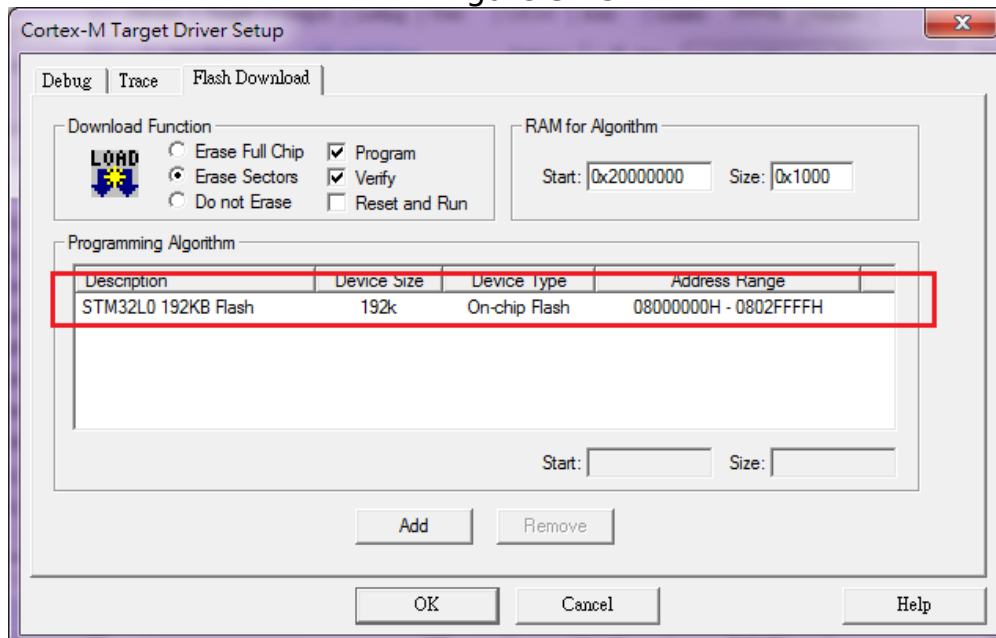 Cortex-M Target Driver Setup
Debug Trace Flash Download
Download Function
LOAD
Erase Full Chip
Erase Sectors
Do not Erase
Program
Verify
Reset and Run
RAM for Algorithm
Start: 0x20000000 Size: 0x1000
Programming Algorithm
Description Device Size Device Type Address Range
STM32L0 192KB Flash 192k On-chip Flash 08000000H - 0802FFFFH
Start: Size:
Add Remove
OK Cancel Help